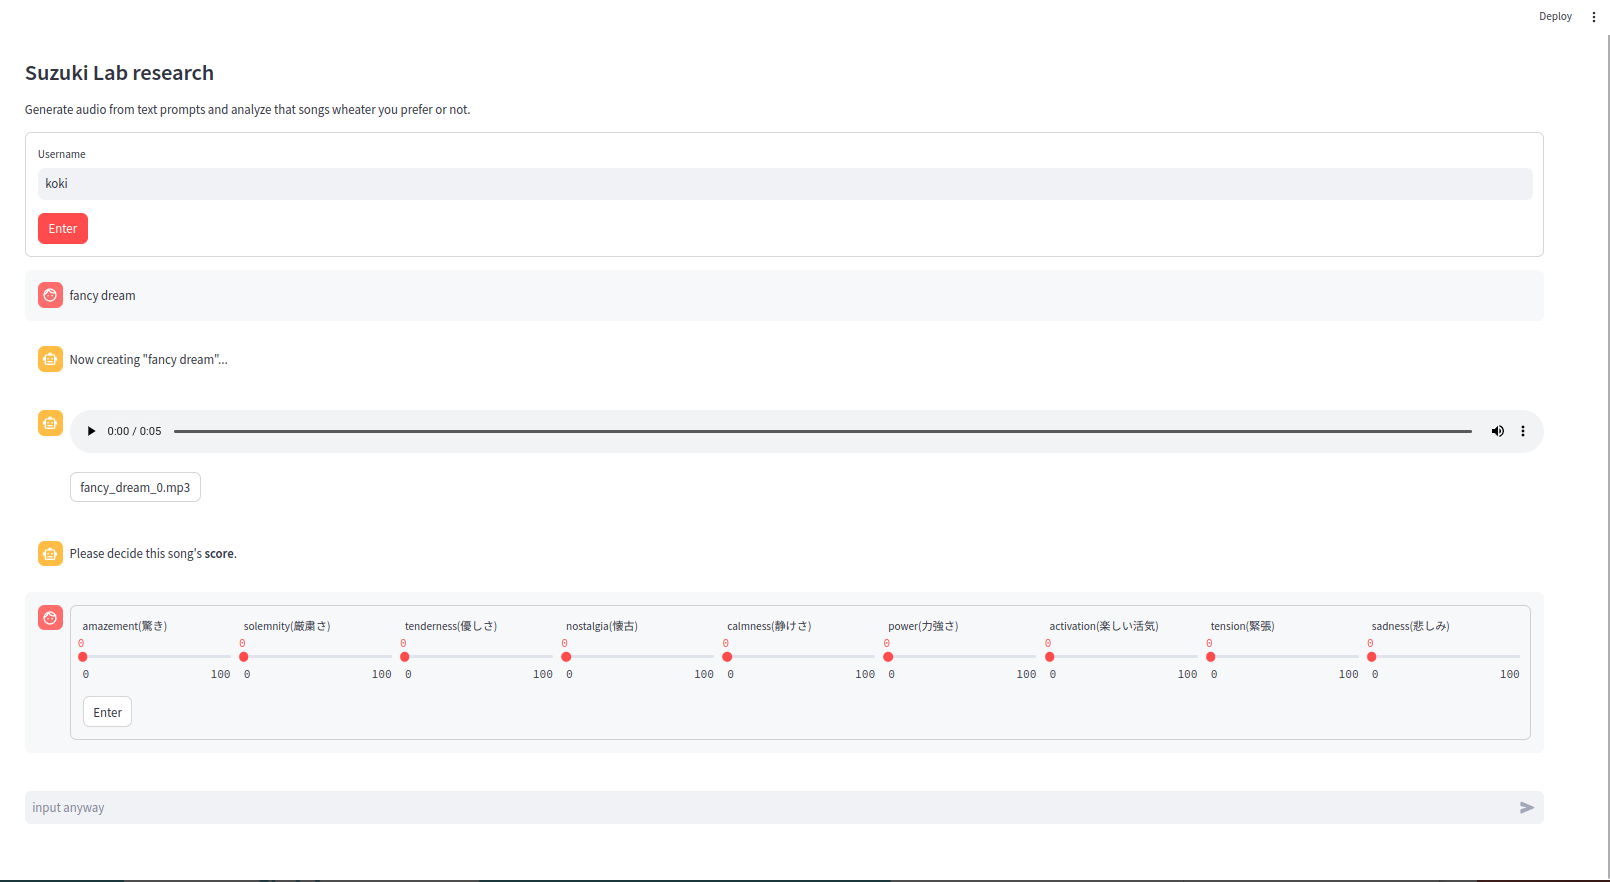 Deploy
Suzuki Lab research
Generate audio from text prompts and analyze that songs wheater you prefer or not.
Username
koki
Enter
fancy dream
Now creating "fancy dream"...
0:00 / 0:05
fancy_dream_0.mp3
Please decide this song's score.
amazement(驚き) solemnity(厳粛さ) tenderness(優しさ) nostalgia(懐古) calmness(静けさ) power(力強さ) activation(楽しい活気) tension(緊張) sadness(悲しみ)
0 0 0 0 0 0 0 0 0
0 100 0 100 0 100 0 100 0 100 0 100 0 100 0 100 0 100
Enter
input anyway